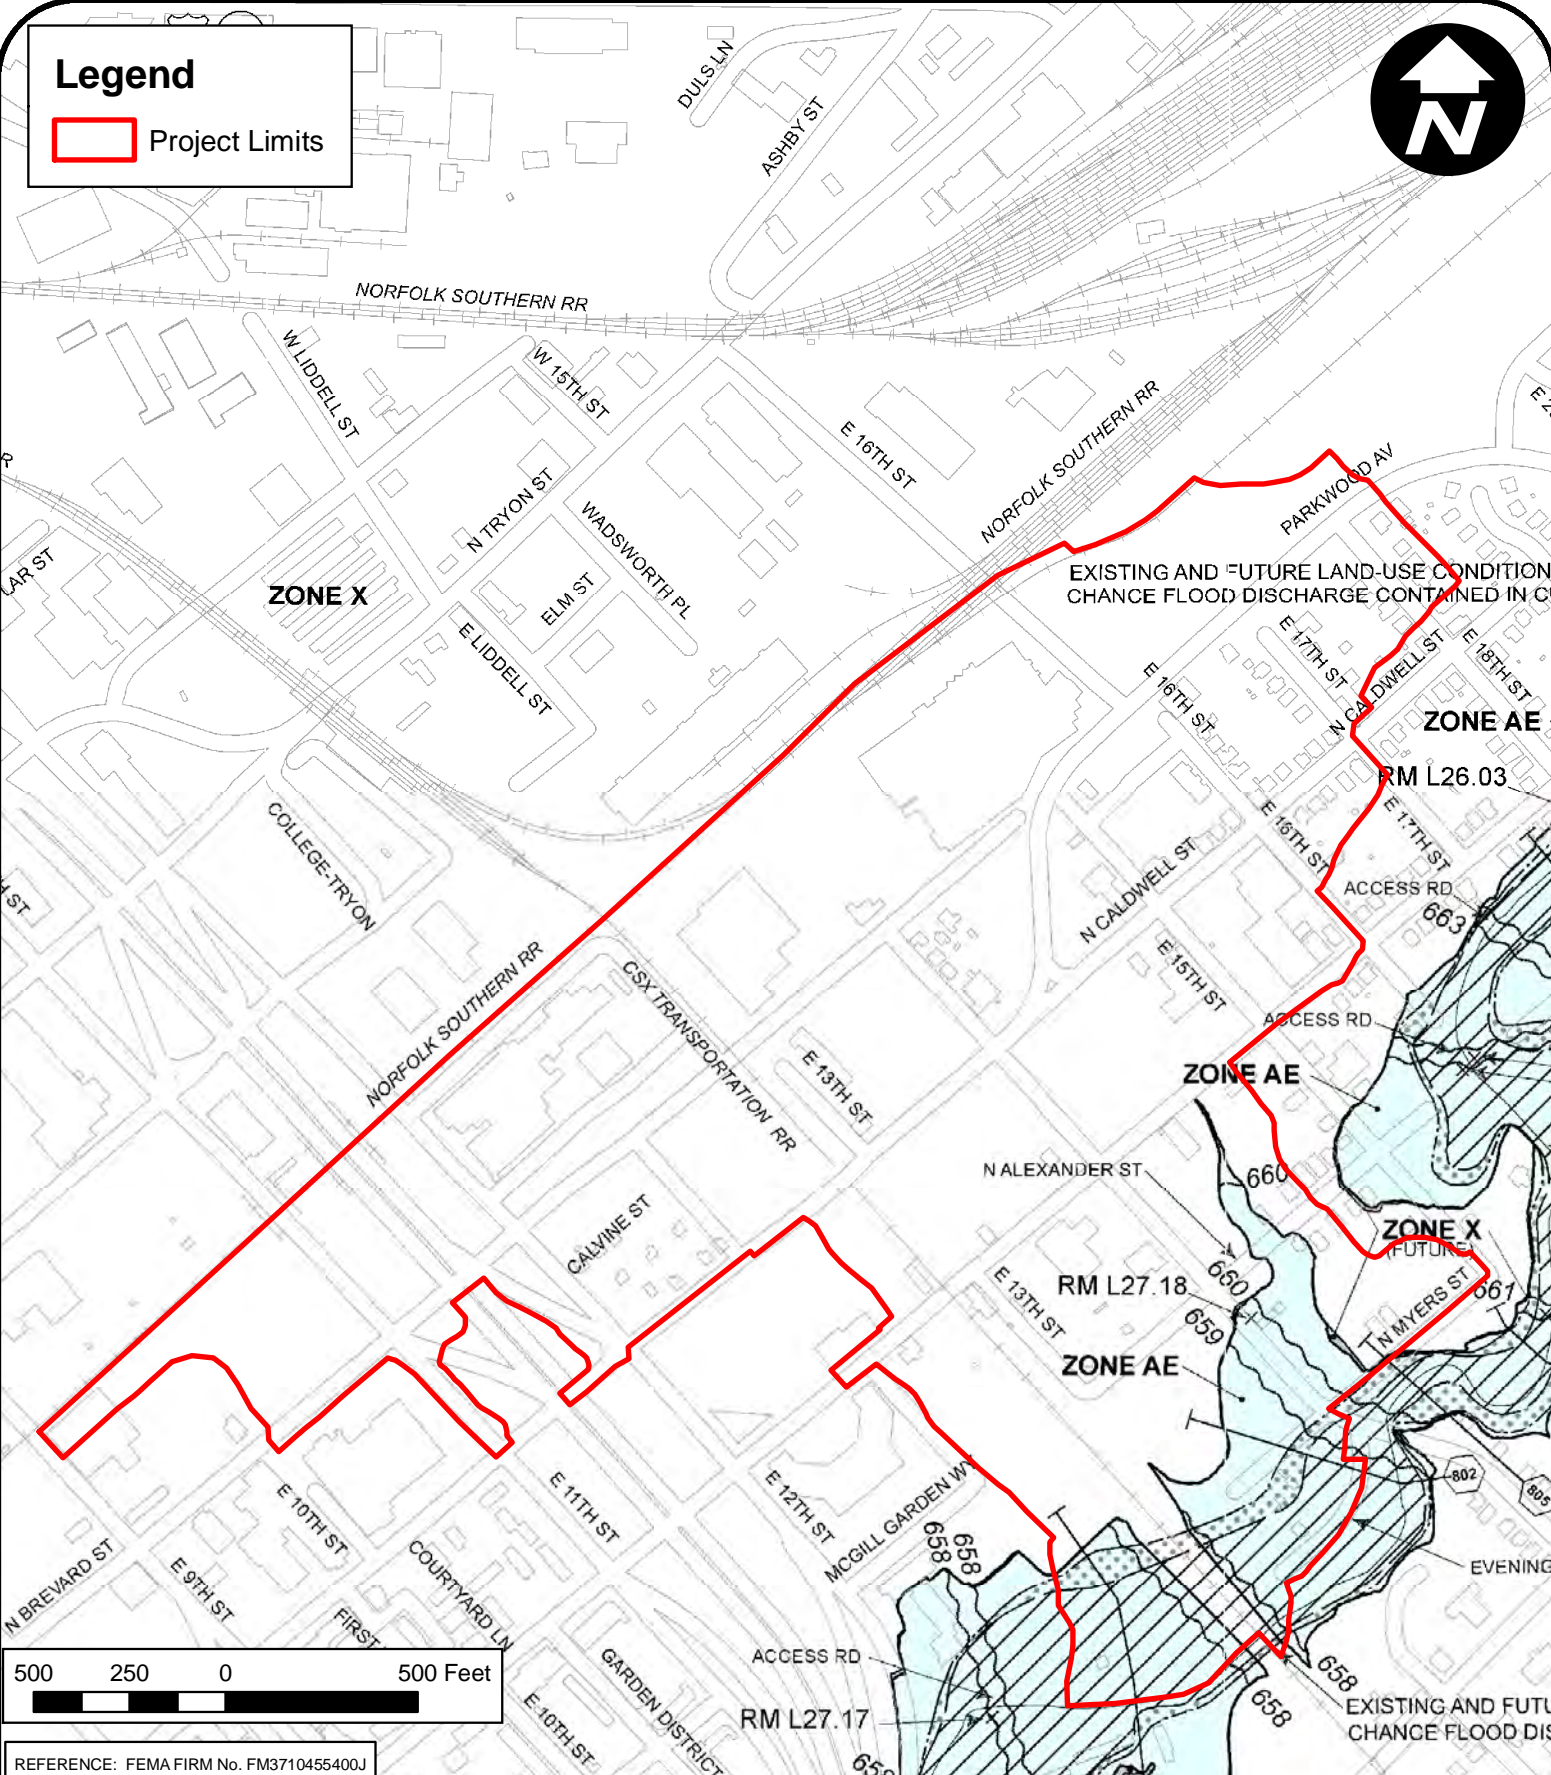 Legend
Project Limits
N
DULS LN
ASHBY ST
NORFOLK SOUTHERN RR
W LIDDELL ST
W 15TH ST
E 16TH ST
NORFOLK SOUTHERN RR
PARKWOOD AV
N TRYON ST
WADSWORTH PL
ZONE X
ELM ST
E LIDDELL ST
EXISTING AND FUTURE LAND-USE CONDITION
CHANCE FLOOD DISCHARGE CONTAINED IN C
E 17TH ST
E 18TH ST
N CALDWELL ST
E 16TH ST
ZONE AE
RM L26.03
COLLEGE-TRYON
E 16TH ST
E 17TH ST
N CALDWELL ST
ACCESS RD
663
E 15TH ST
NORFOLK SOUTHERN RR
CSX TRANSPORTATION RR
E 13TH ST
ACCESS RD
ZONE AE
N ALEXANDER ST
660
CALVINE ST
ZONE X
(FUTURE)
660
RM L27.18
659
E 13TH ST
N MYERS ST
661
ZONE AE
E 10TH ST
E 11TH ST
E 12TH ST
MCGILL GARDEN WY
802
805
N BREVARD ST
E 9TH ST
COURTYARD LN
658
658
EVENING
FIRST
GARDEN DISTRICT
ACCESS RD
658
658
E 10TH ST
RM L27.17
EXISTING AND FUTU
CHANCE FLOOD DIS
500 250 0 500 Feet
REFERENCE: FEMA FIRM No. FM3710455400J